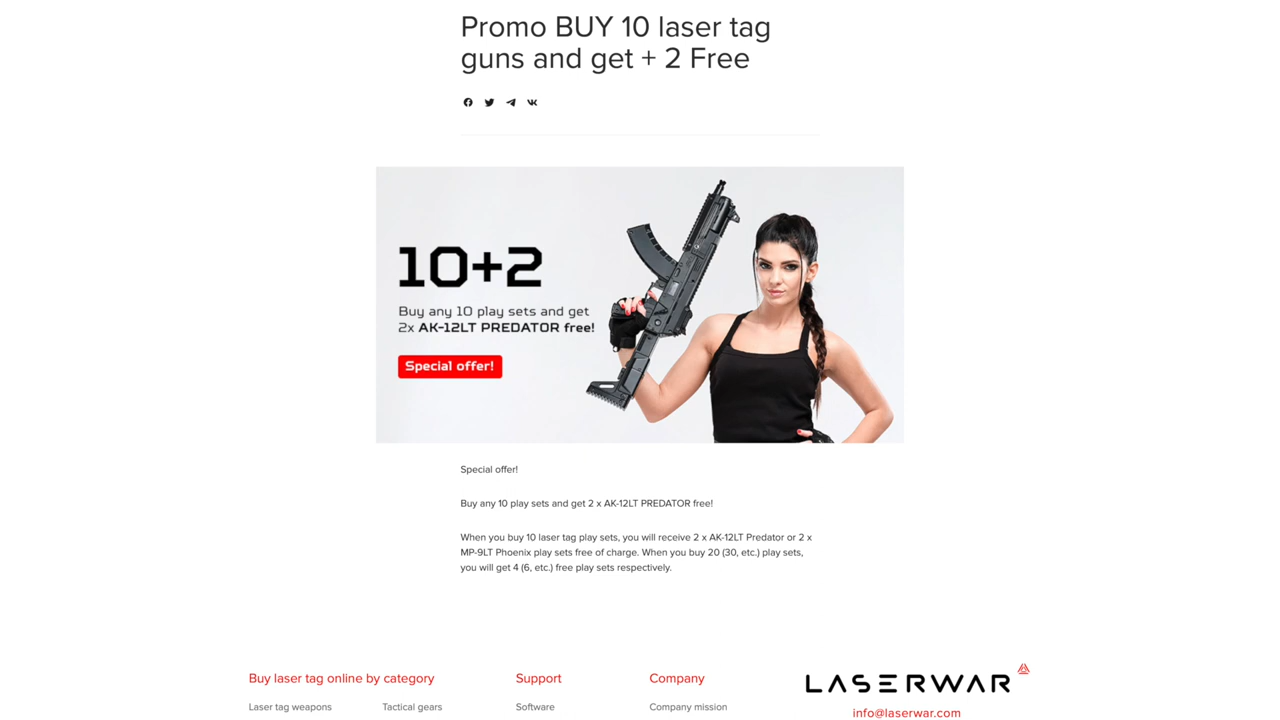 Promo BUY 10 laser tag
guns and get + 2 Free
10+2
Buy any 10 play sets and get
2x AK-12LT PREDATOR free!
Special offer!
Special offer!
Buy any 10 play sets and get 2 x AK-12LT PREDATOR free!
When you buy 10 laser tag play sets, you will receive 2 x AK-12LT Predator or 2 x
MP-9LT Phoenix play sets free of charge. When you buy 20 (30, etc.) play sets,
you will get 4 (6, etc.) free play sets respectively.
Buy laser tag online by category
Laser tag weapons
Tactical gears
Support
Software
Company
Company mission
LASERWAR
info@laserwar.com